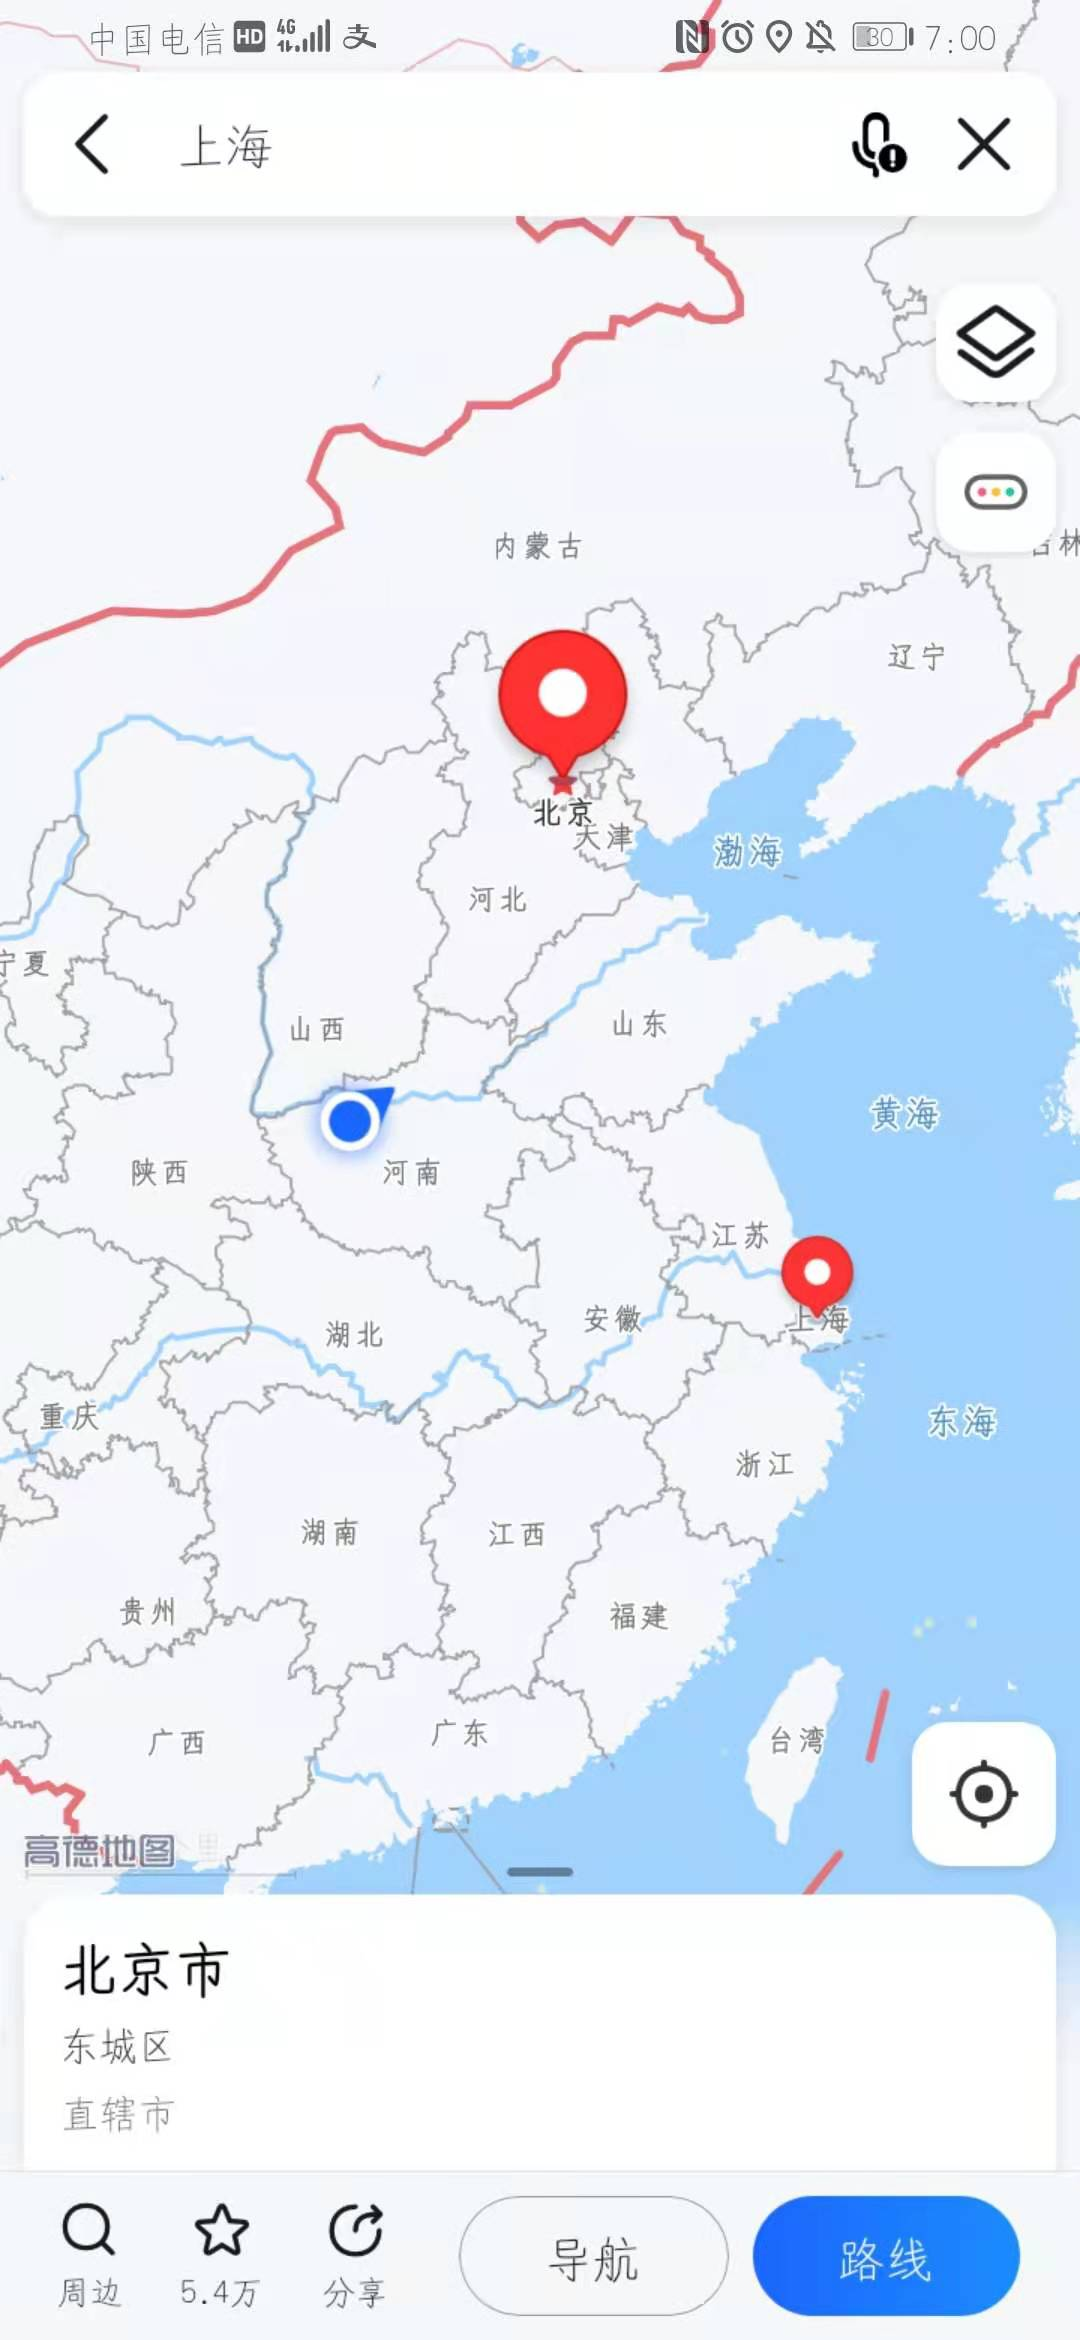 中国电信 HD 4G 支 30 7:00
上海
内蒙古
吉林
辽宁
北京
天津
渤海
河北
宁夏
山西
山东
黄海
陕西
河南
江苏
安徽
上海
湖北
重庆
东海
浙江
湖南
江西
贵州
福建
广西
广东
台湾
高德地图
北京市
东城区
直辖市
周边
5.4万
分享
导航
路线